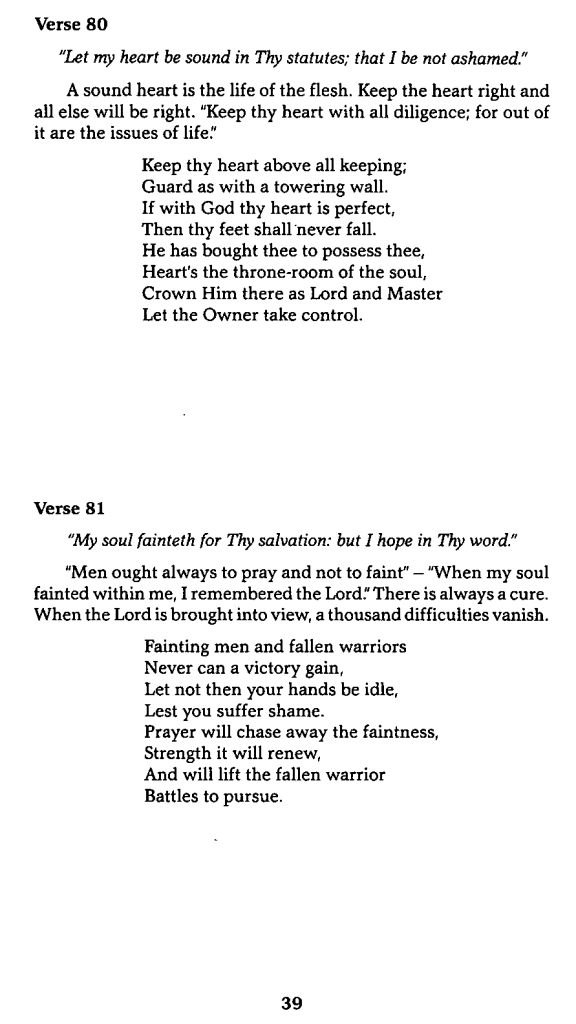 Verse 80
"Let my heart be sound in Thy statutes; that I be not ashamed."
A sound heart is the life of the flesh. Keep the heart right and
all else will be right. "Keep thy heart with all diligence; for out of
it are the issues of life."
Keep thy heart above all keeping;
Guard as with a towering wall.
If with God thy heart is perfect,
Then thy feet shall never fall.
He has bought thee to possess thee,
Heart's the throne-room of the soul,
Crown Him there as Lord and Master
Let the Owner take control.
Verse 81
"My soul fainteth for Thy salvation: but I hope in Thy word."
"Men ought always to pray and not to faint" – "When my soul
fainted within me, I remembered the Lord." There is always a cure.
When the Lord is brought into view, a thousand difficulties vanish.
Fainting men and fallen warriors
Never can a victory gain,
Let not then your hands be idle,
Lest you suffer shame.
Prayer will chase away the faintness,
Strength it will renew,
And will lift the fallen warrior
Battles to pursue.
39